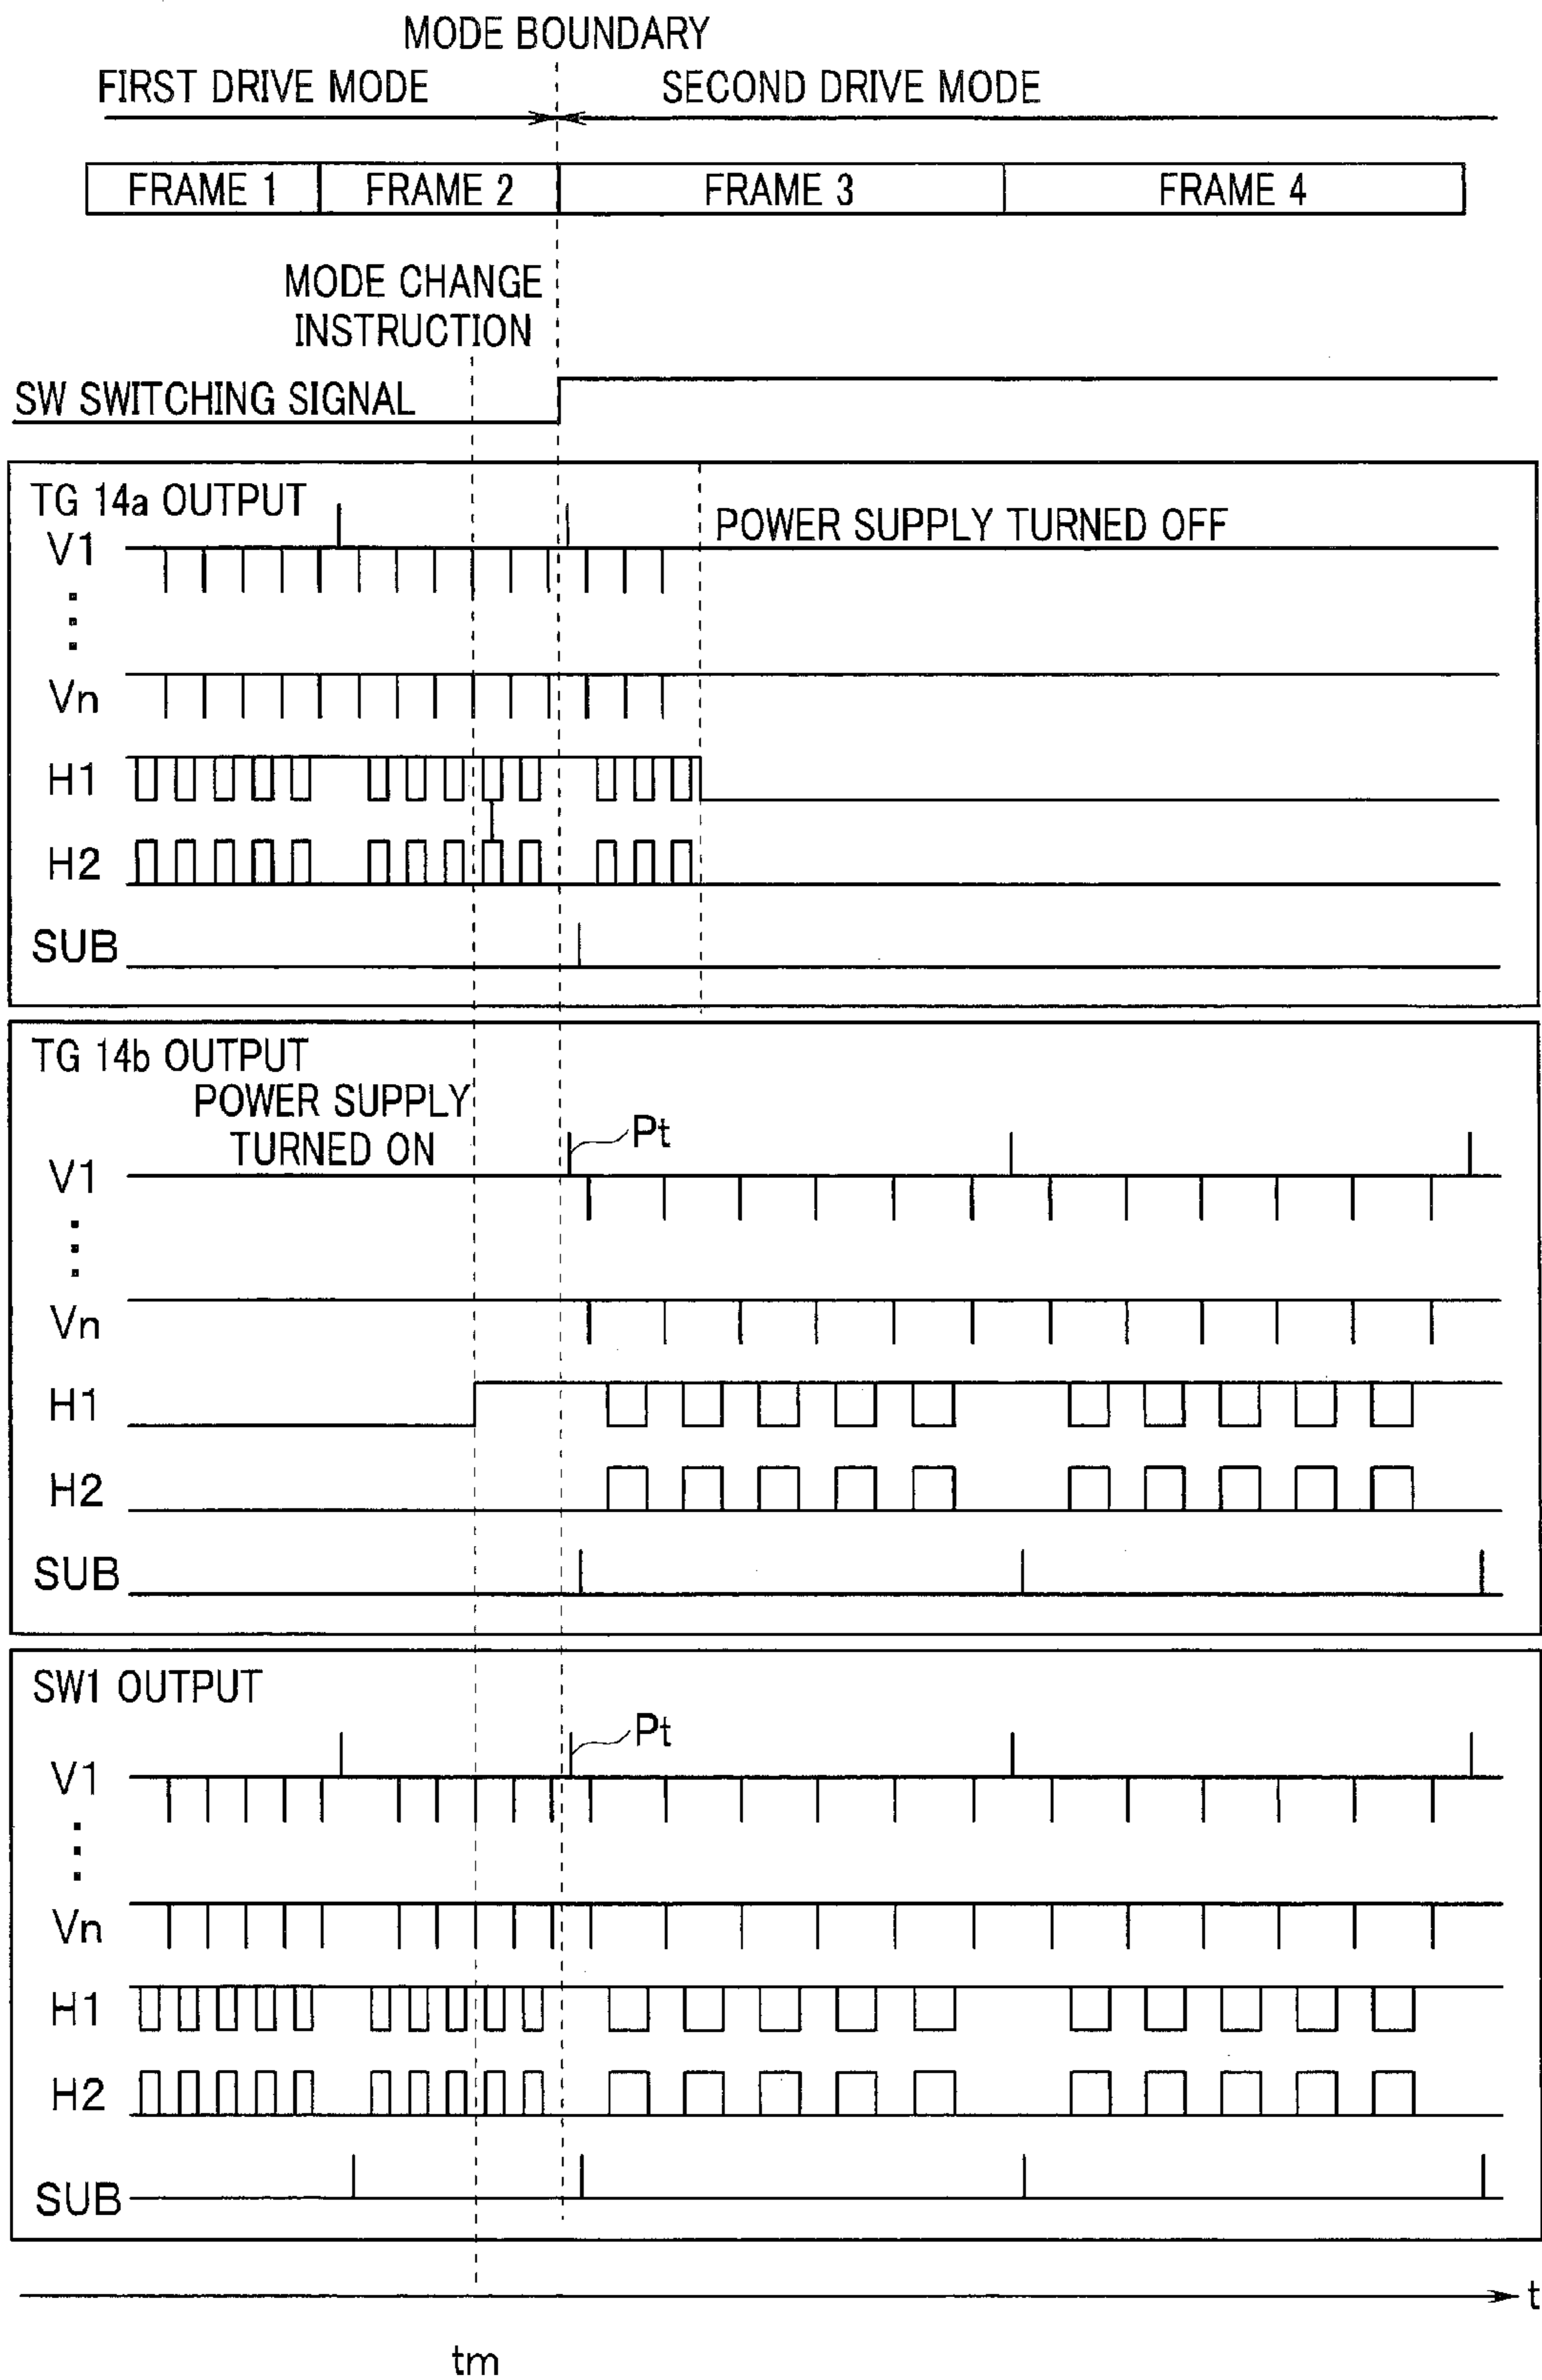 MODE BOUNDARY
FIRST DRIVE MODE
SECOND DRIVE MODE
FRAME 1
FRAME 2
FRAME 3
FRAME 4
MODE CHANGE
INSTRUCTION
SW SWITCHING SIGNAL
TG 14a OUTPUT
POWER SUPPLY TURNED OFF
V1
Vn
H1
H2
SUB
TG 14b OUTPUT
POWER SUPPLY
TURNED ON
Pt
V1
Vn
H1
H2
SUB
SW1 OUTPUT
Pt
V1
Vn
H1
H2
SUB
t
tm